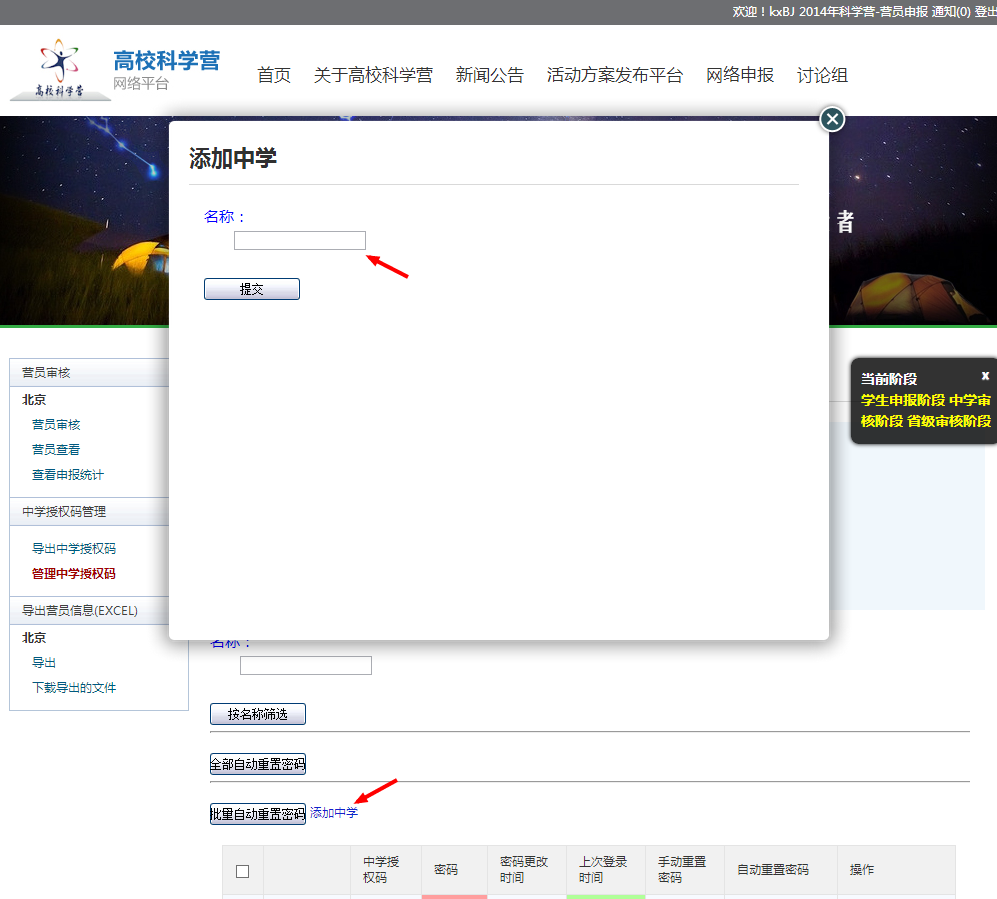 欢迎！kxBJ 2014年科学营-营员申报 通知(0) 登出
高校科学营
网络平台
高校科学营
首页 关于高校科学营 新闻公告 活动方案发布平台 网络申报 讨论组
添加中学
名称：
提交
者
当前阶段 x
学生申报阶段 中学审
核阶段 省级审核阶段
营员审核
北京
营员审核
营员查看
查看申报统计
中学授权码管理
导出中学授权码
管理中学授权码
导出营员信息(EXCEL)
北京
导出
下载导出的文件
名称：
按名称筛选
全部自动重置密码
批量自动重置密码 添加中学
中学授
权码
密码
密码更改
时间
上次登录
时间
手动重置
密码
自动重置密码
操作